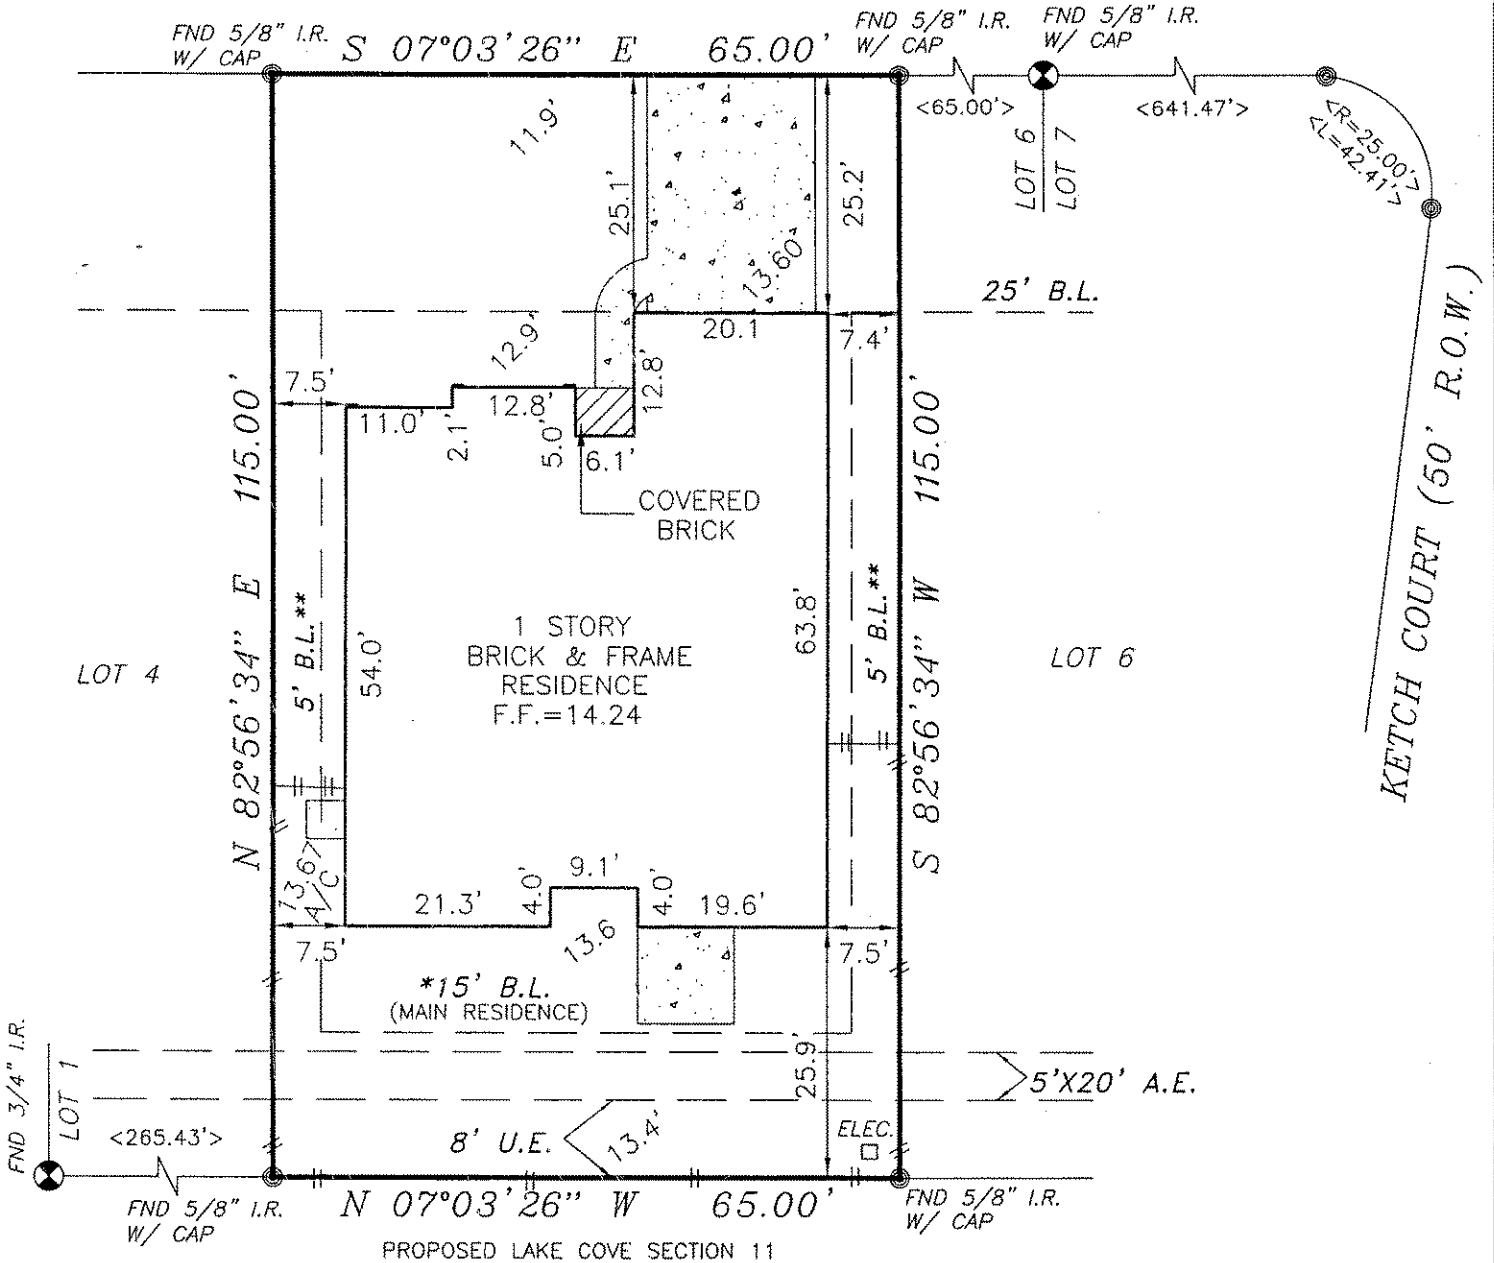 FND 5/8" I.R.
W/ CAP
S 07°03'26" E 65.00'
FND 5/8" I.R.
W/ CAP
FND 5/8" I.R.
W/ CAP
<65.00'>
<641.47'>
<R=25.00'>
<L=42.41'>
LOT 6
LOT 7
11.9'
25.1'
25.2'
13.60
25' B.L.
20.1
7.4'
12.9'
12.8'
7.5'
11.0'
2.1'
12.8'
5.0'
6.1'
COVERED
BRICK
N 82°56'34" E 115.00'
S 82°56'34" W 115.00'
KETCH COURT (50' R.O.W.)
5' B.L.**
54.0'
1 STORY
BRICK & FRAME
RESIDENCE
F.F.=14.24
63.8'
5' B.L.**
LOT 4
LOT 6
13.67
A/C
21.3'
4.0'
9.1'
4.0'
19.6'
7.5'
13.6
7.5'
*15' B.L.
(MAIN RESIDENCE)
25.9'
5'X20' A.E.
FND 3/4" I.R.
LOT 1
<265.43'>
8' U.E.
13.4'
ELEC.
FND 5/8" I.R.
W/ CAP
N 07°03'26" W 65.00'
FND 5/8" I.R.
W/ CAP
PROPOSED LAKE COVE SECTION 11